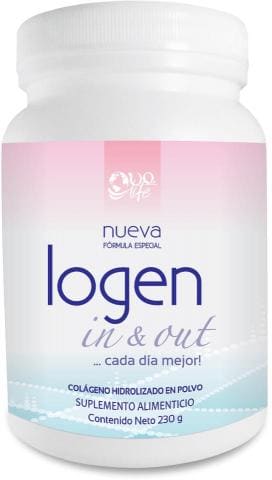 OUO
life
nueva
FÓRMULA ESPECIAL
logen
in & out
... cada día mejor!
COLÁGENO HIDROLIZADO EN POLVO
SUPLEMENTO ALIMENTICIO
Contenido Neto 230 g